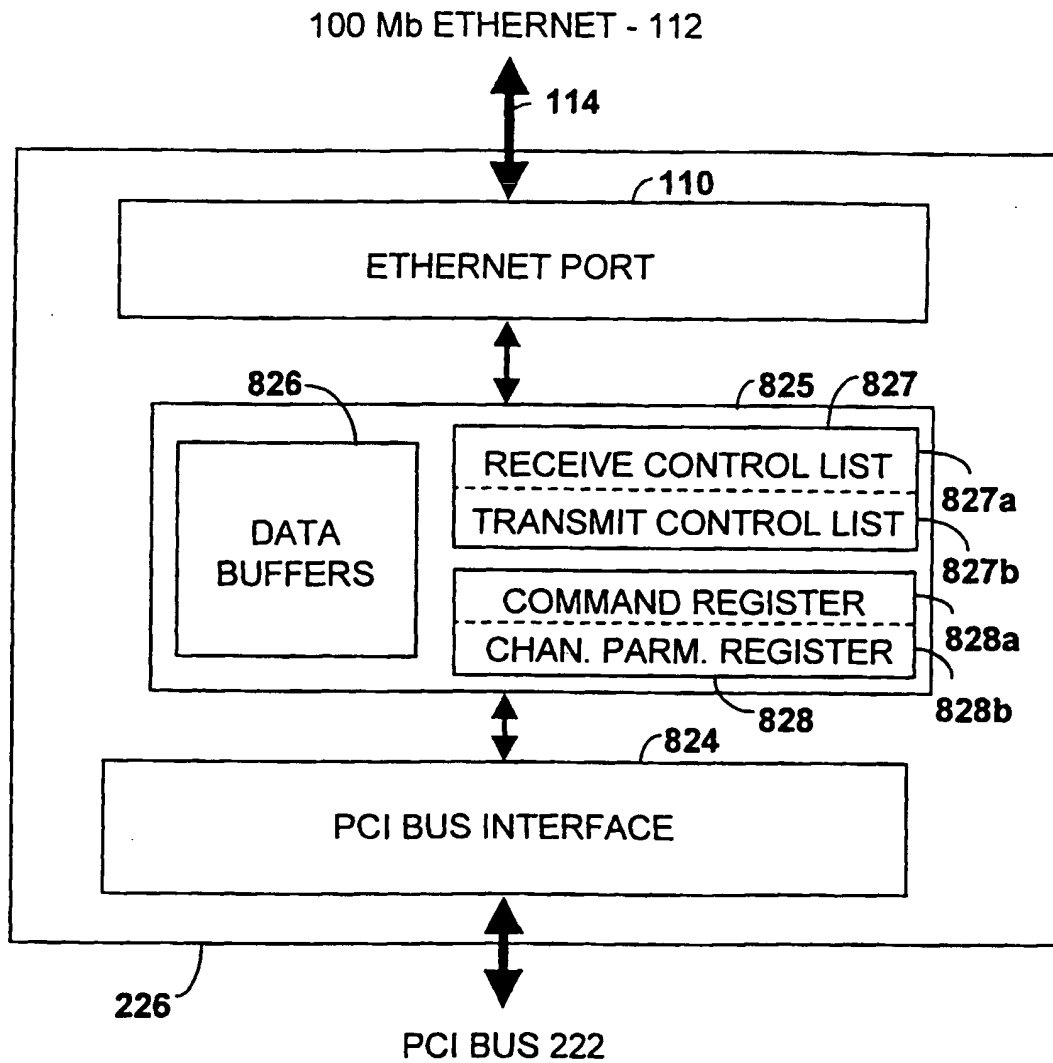 100 Mb ETHERNET - 112
114
110
ETHERNET PORT
826
825
827
DATA
BUFFERS
RECEIVE CONTROL LIST
827a
TRANSMIT CONTROL LIST
827b
COMMAND REGISTER
828a
CHAN. PARM. REGISTER
828b
828
824
PCI BUS INTERFACE
226
PCI BUS 222